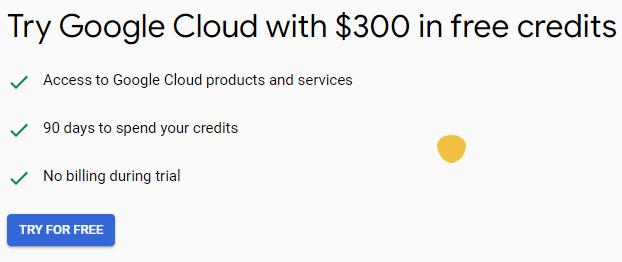 Try Google Cloud with $300 in free credits
Access to Google Cloud products and services
90 days to spend your credits
No billing during trial
TRY FOR FREE